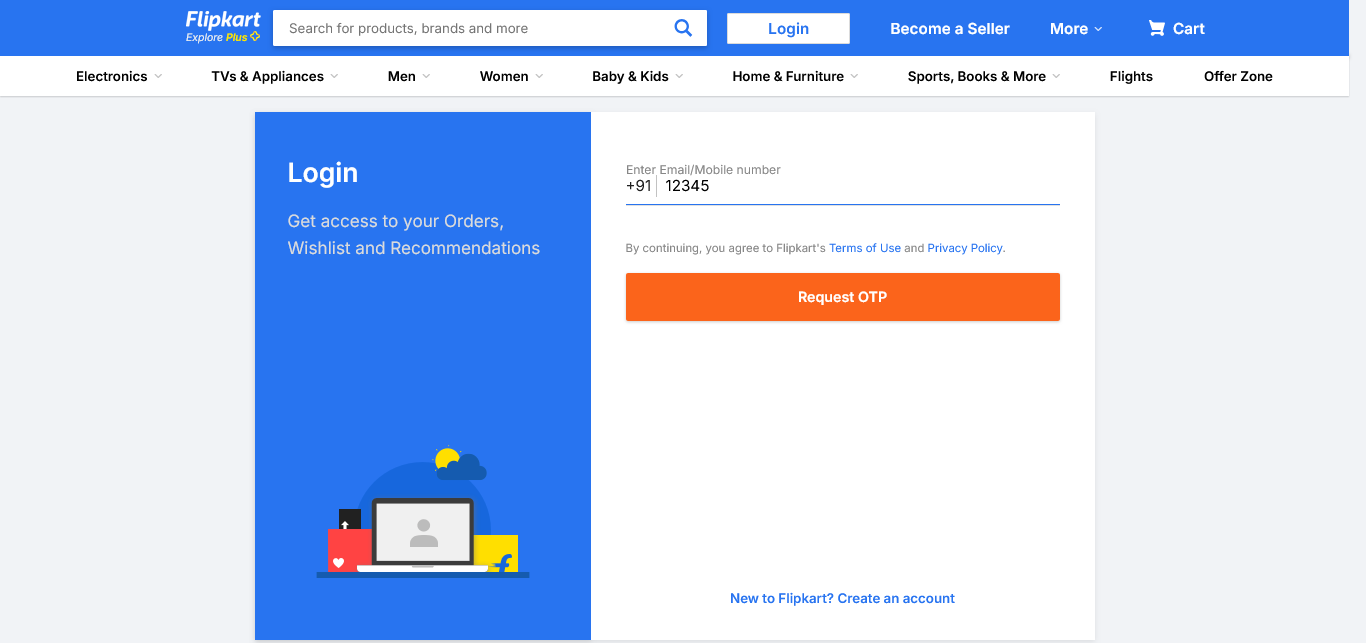 Flipkart
Explore Plus
Search for products, brands and more
Login
Become a Seller
More
Cart
Electronics
TVs & Appliances
Men
Women
Baby & Kids
Home & Furniture
Sports, Books & More
Flights
Offer Zone
Login
Get access to your Orders,
Wishlist and Recommendations
Enter Email/Mobile number
+91 12345
By continuing, you agree to Flipkart's Terms of Use and Privacy Policy.
Request OTP
New to Flipkart? Create an account